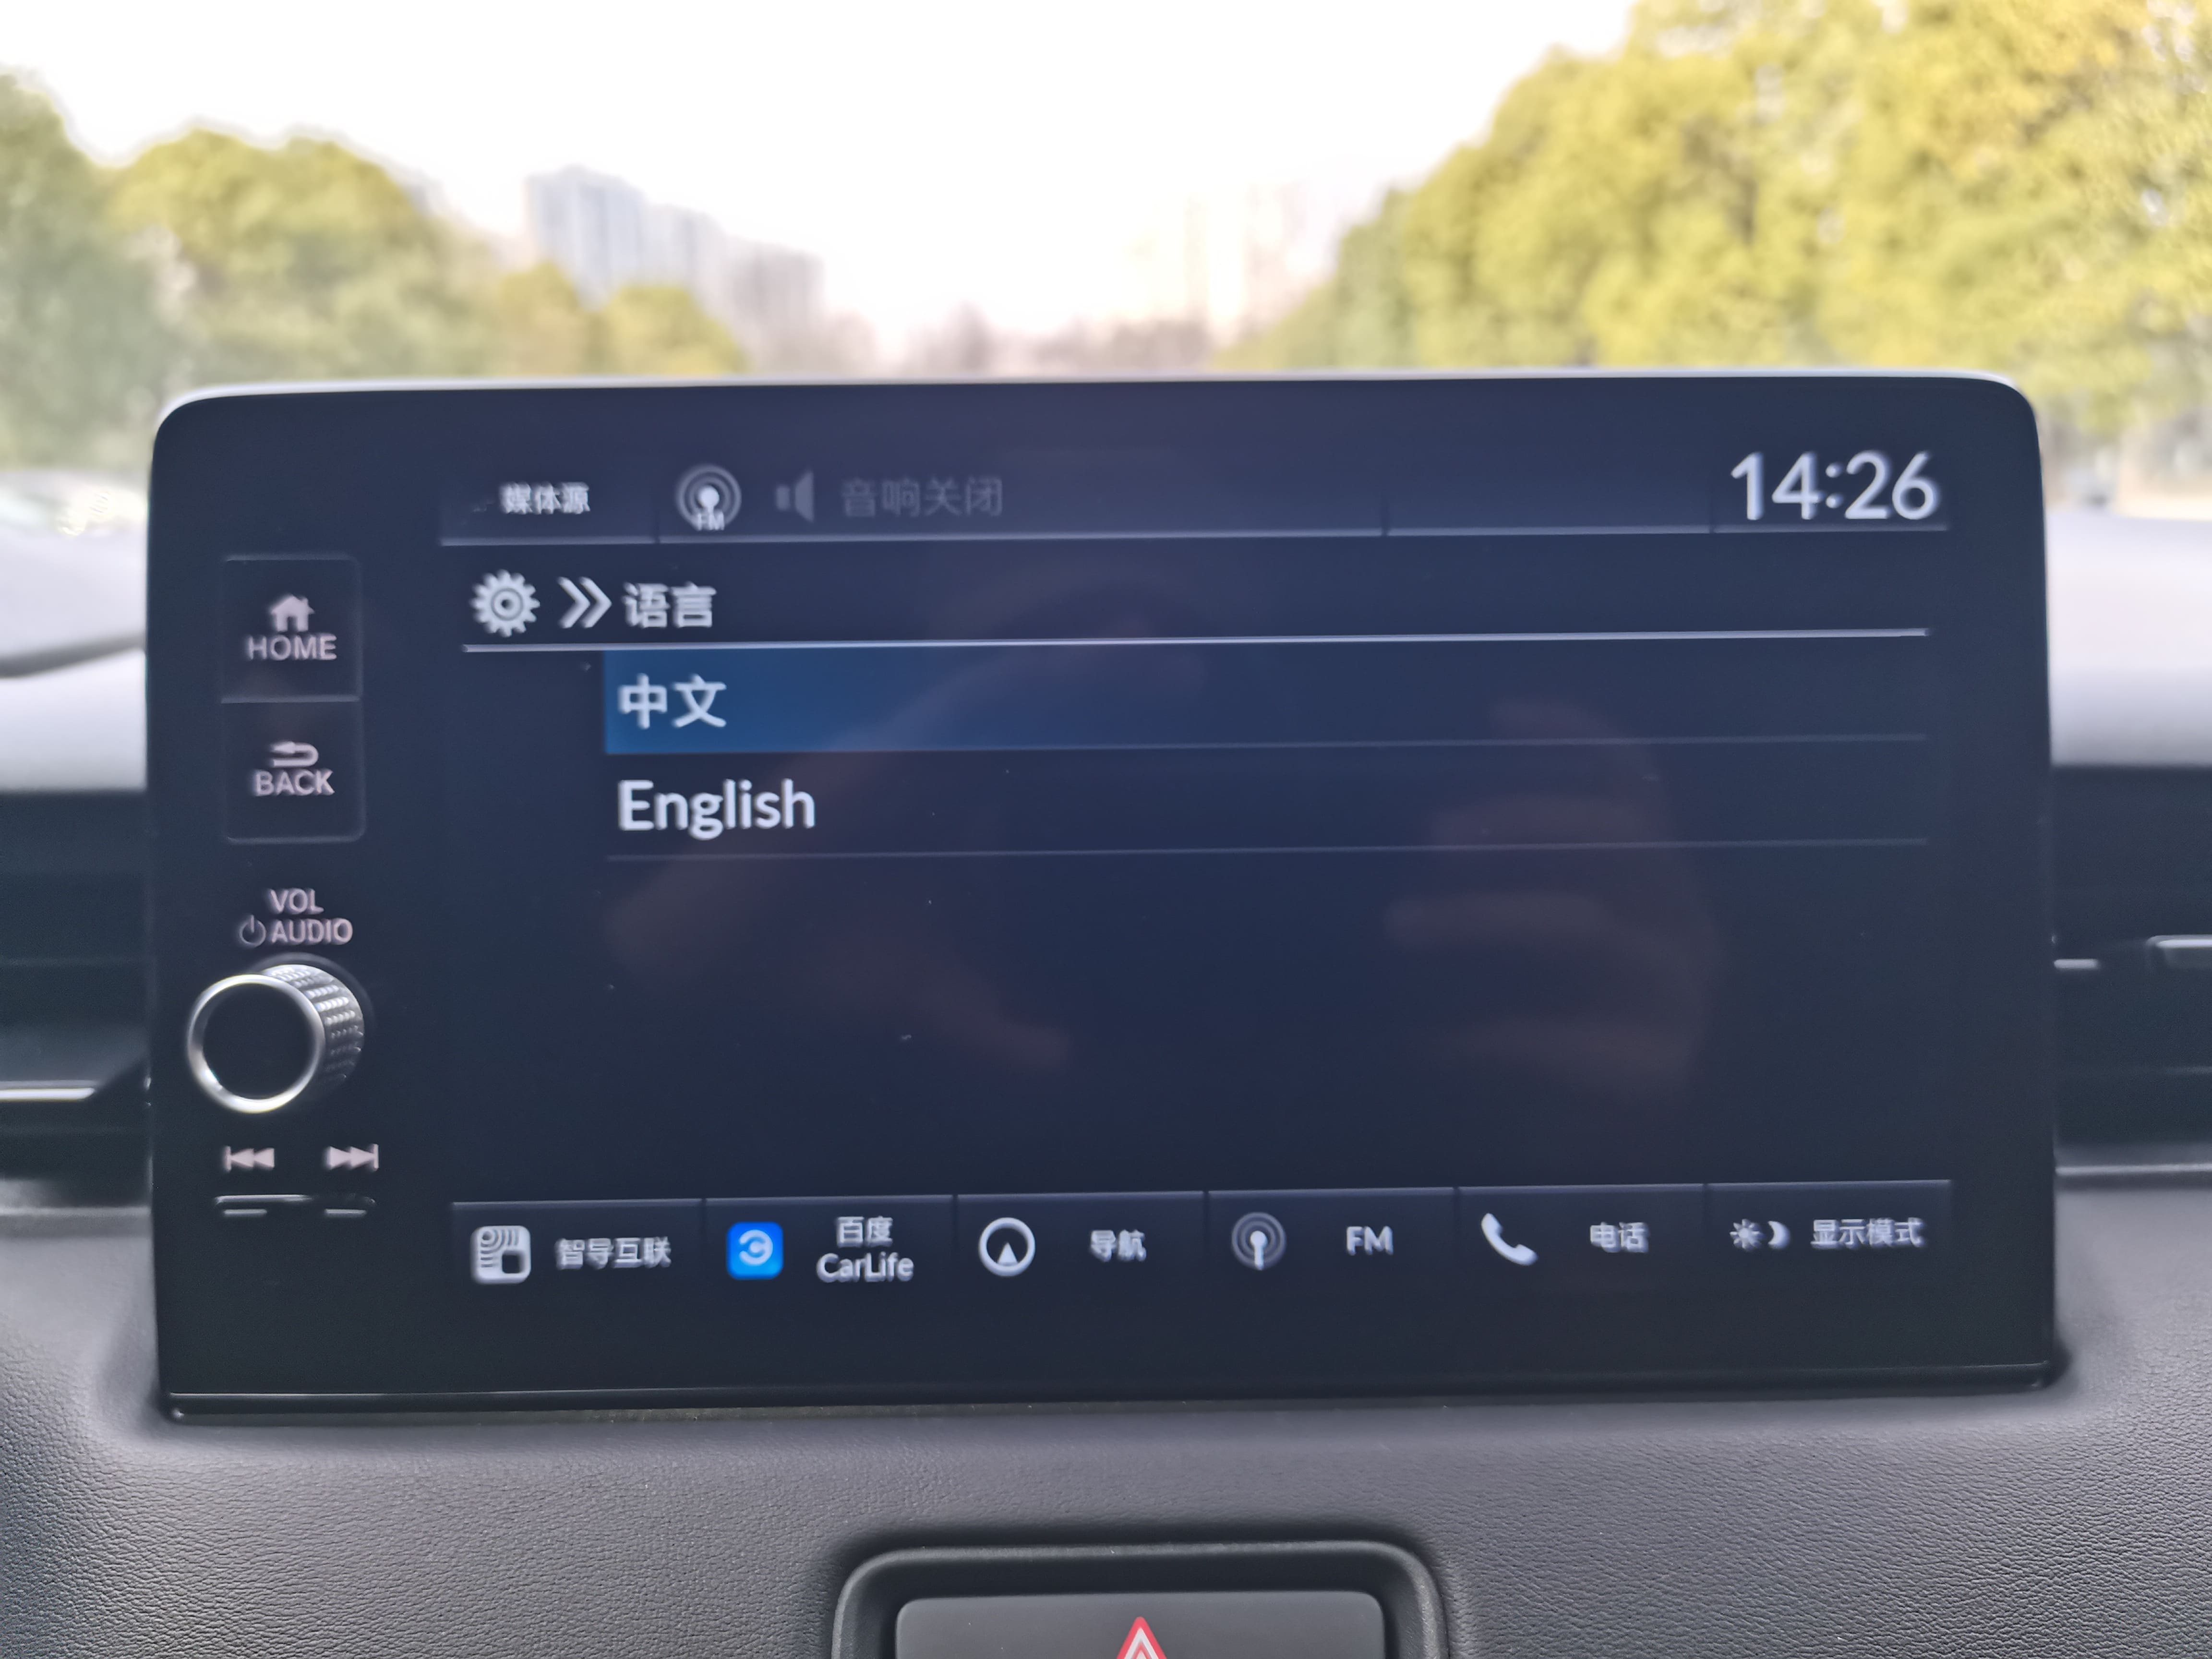 媒体源
FM
音响关闭
14:26
HOME
语言
中文
BACK
English
VOL
AUDIO
智导互联
百度
CarLife
导航
FM
电话
显示模式